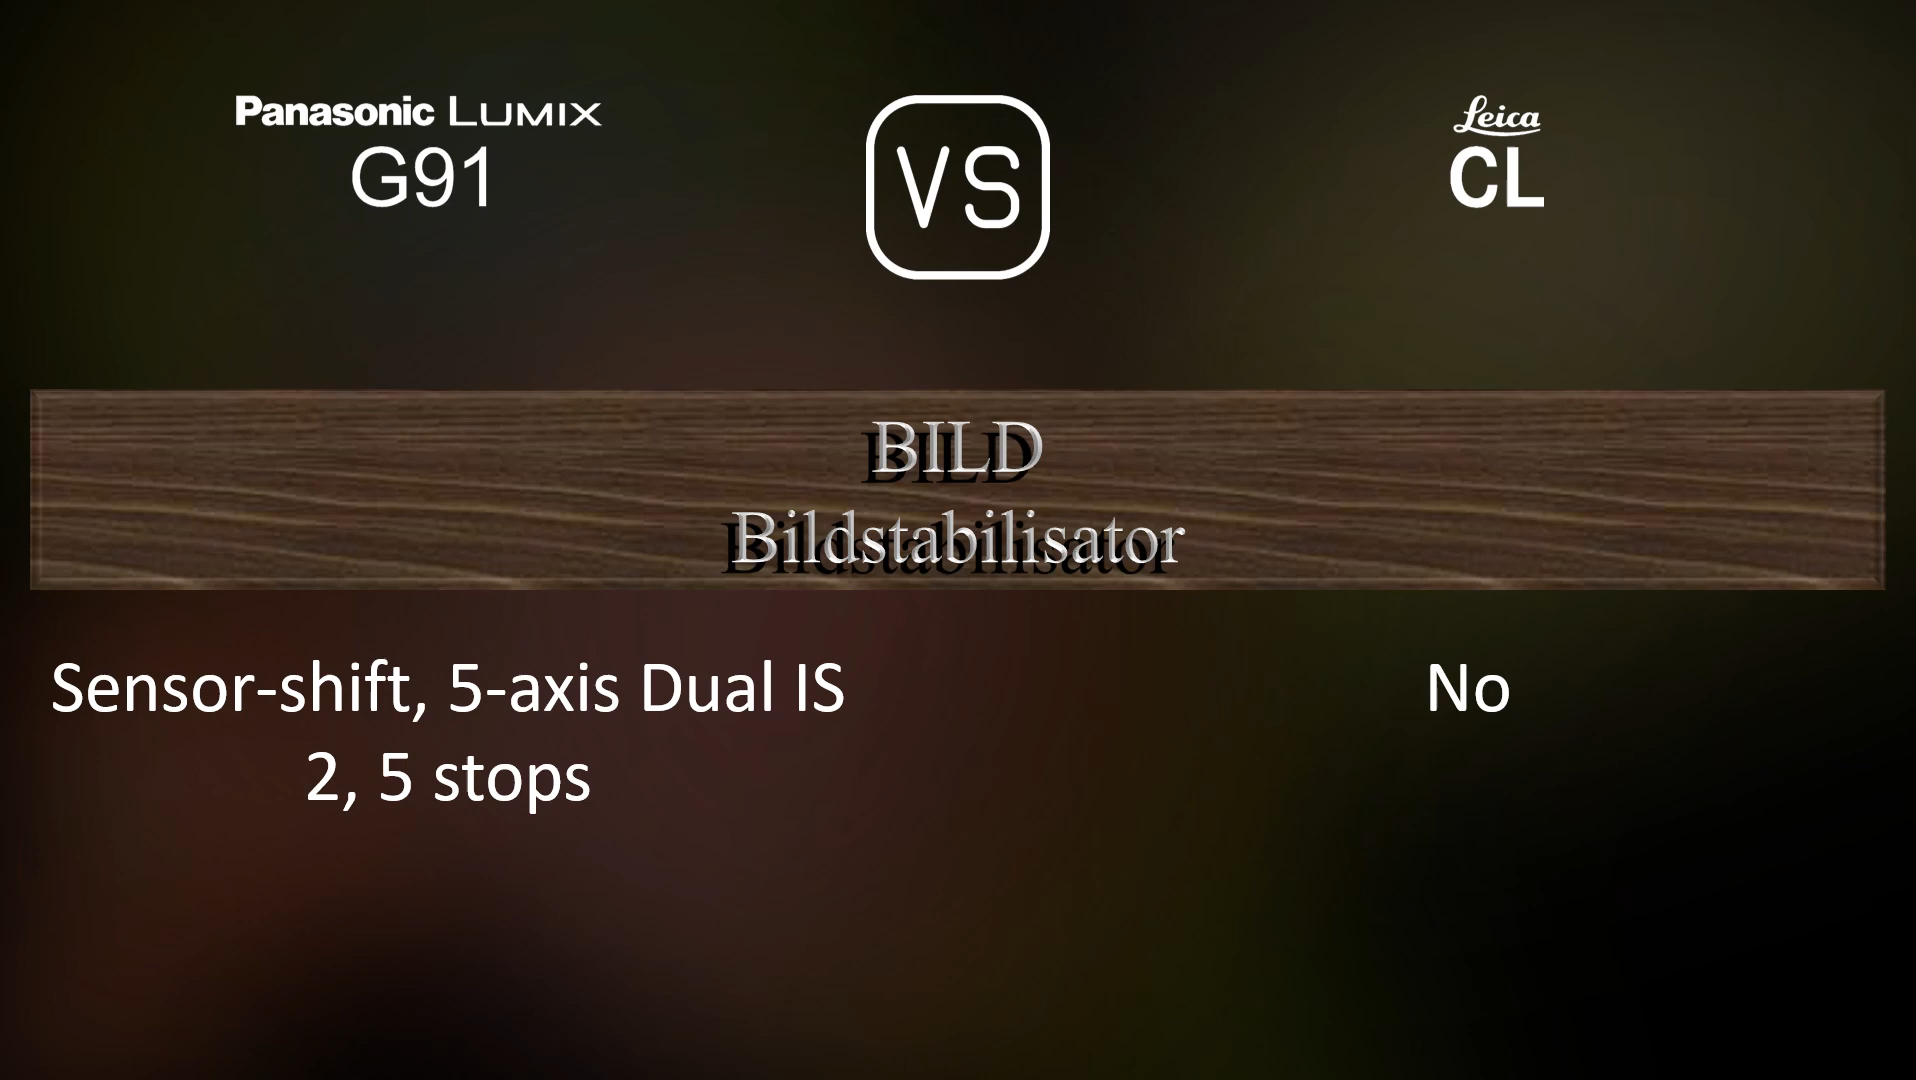 Panasonic LUMIX
G91
VS
Leica
CL
BILD
Bildstabilisator
Sensor-shift, 5-axis Dual IS
2, 5 stops
No